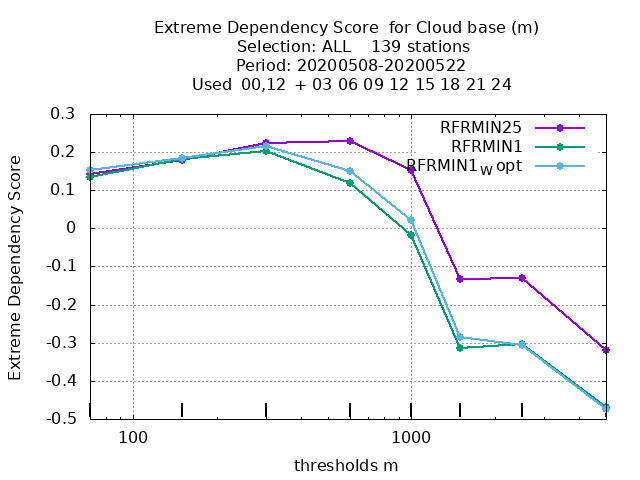 Extreme Dependency Score  for Cloud base (m)
Selection: ALL    139 stations
Period: 20200508-20200522
Used  00,12  + 03 06 09 12 15 18 21 24
RFRMIN25
RFRMIN1
RFRMIN1w opt
Extreme Dependency Score
0.3
0.2
0.1
0
-0.1
-0.2
-0.3
-0.4
-0.5
100
1000
thresholds m